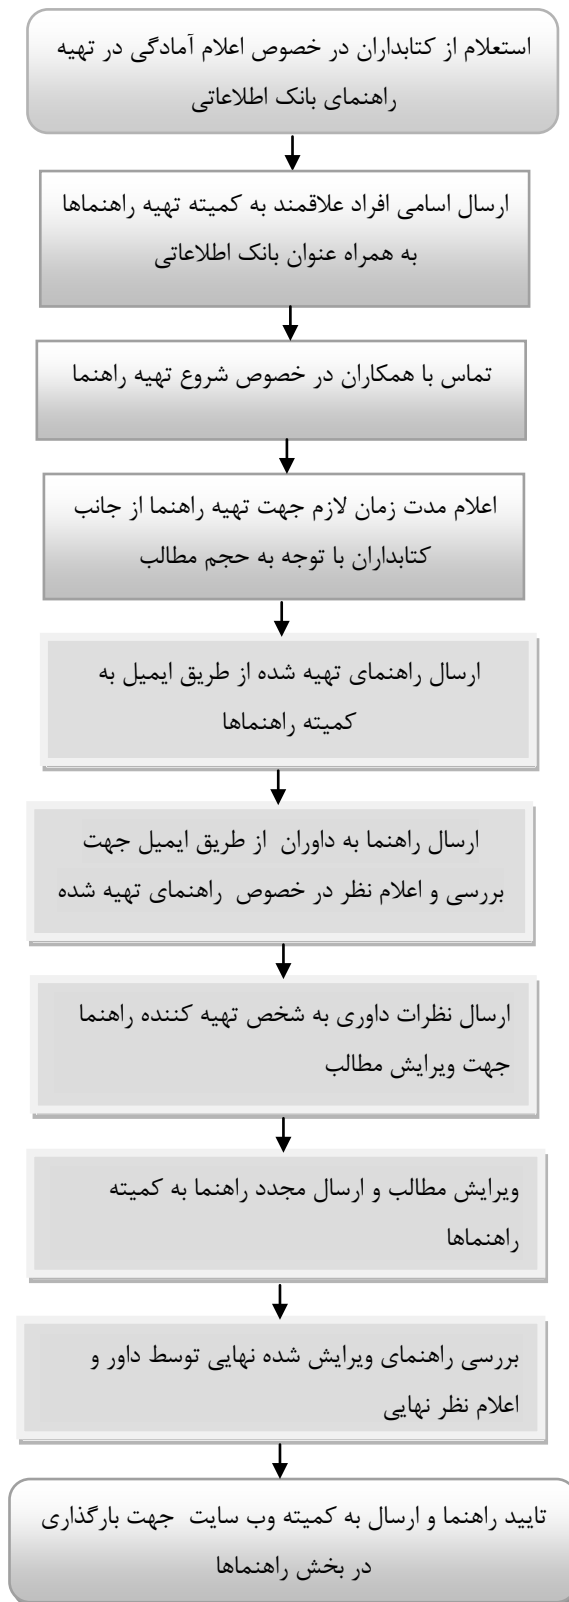 استعلام از کتابداران در خصوص اعلام آمادگی در تهیه
راهنمای بانک اطلاعاتی
ارسال اسامی افراد علاقمند به کمیته تهیه راهنماها
به همراه عنوان بانک اطلاعاتی
تماس با همکاران در خصوص شروع تهیه راهنما
اعلام مدت زمان لازم جهت تهیه راهنما از جانب
کتابداران با توجه به حجم مطالب
ارسال راهنمای تهیه شده از طریق ایمیل به
کمیته راهنماها
ارسال راهنما به داوران از طریق ایمیل جهت
بررسی و اعلام نظر در خصوص راهنمای تهیه شده
ارسال نظرات داوری به شخص تهیه کننده راهنما
جهت ویرایش مطالب
ویرایش مطالب و ارسال مجدد راهنما به کمیته
راهنماها
بررسی راهنمای ویرایش شده نهایی توسط داور و
اعلام نظر نهایی
تایید راهنما و ارسال به کمیته وب سایت جهت بارگذاری
در بخش راهنماها